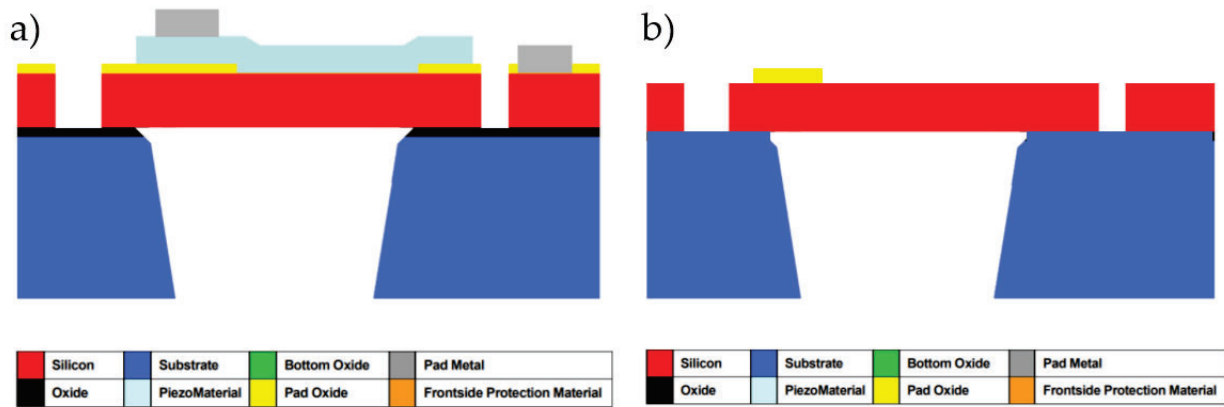 a)
b)
Silicon Substrate Bottom Oxide Pad Metal
Oxide PiezoMaterial Pad Oxide Frontside Protection Material
Silicon Substrate Bottom Oxide Pad Metal
Oxide PiezoMaterial Pad Oxide Frontside Protection Material